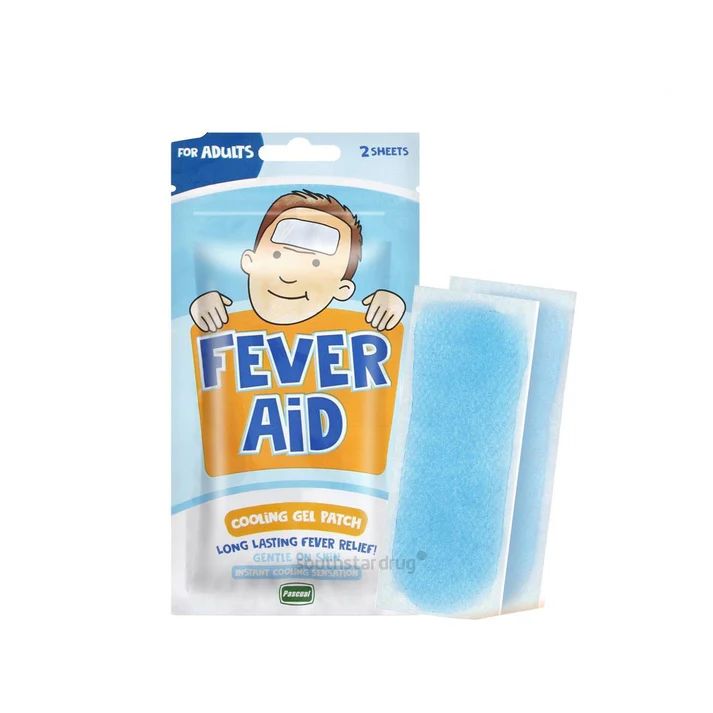 FOR ADULTS
2 SHEETS
FEVER
AiD
COOLiNG GEL PATCH
LONG LASTING FEVER RELIEF!
GENTLE ON SKIN
southstardrug®
INSTANT COOLING SENSATION
Pascual